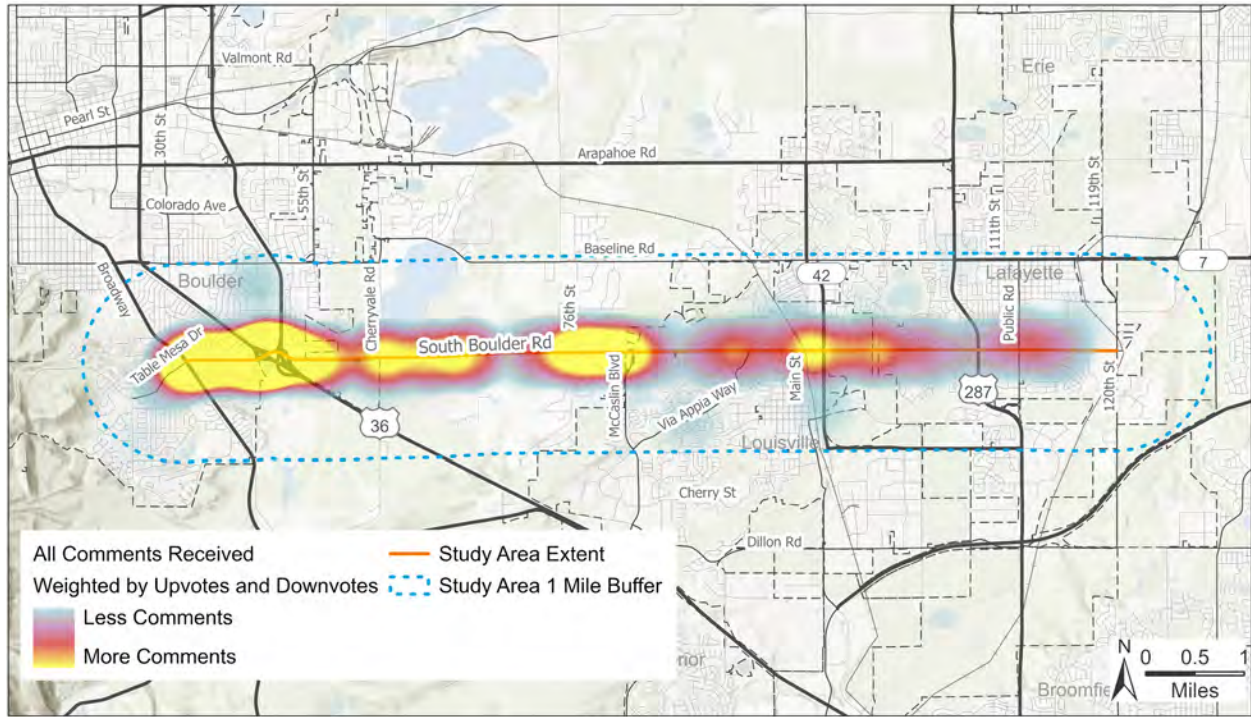 Valmont Rd
Erie
Pearl St
30th St
55th St
Arapahoe Rd
Colorado Ave
111th St
119th St
Broadway
Baseline Rd
7
Boulder
Cherryvale Rd
76th St
42
Lafayette
Public Rd
Table Mesa Dr
South Boulder Rd
McCaslin Blvd
Via Appia Way
Main St
287
120th St
36
Louisville
Cherry St
Dillon Rd
All Comments Received
Weighted by Upvotes and Downvotes
Less Comments
More Comments
Study Area Extent
Study Area 1 Mile Buffer
rior
Broomfie
N
0 0.5 1
Miles